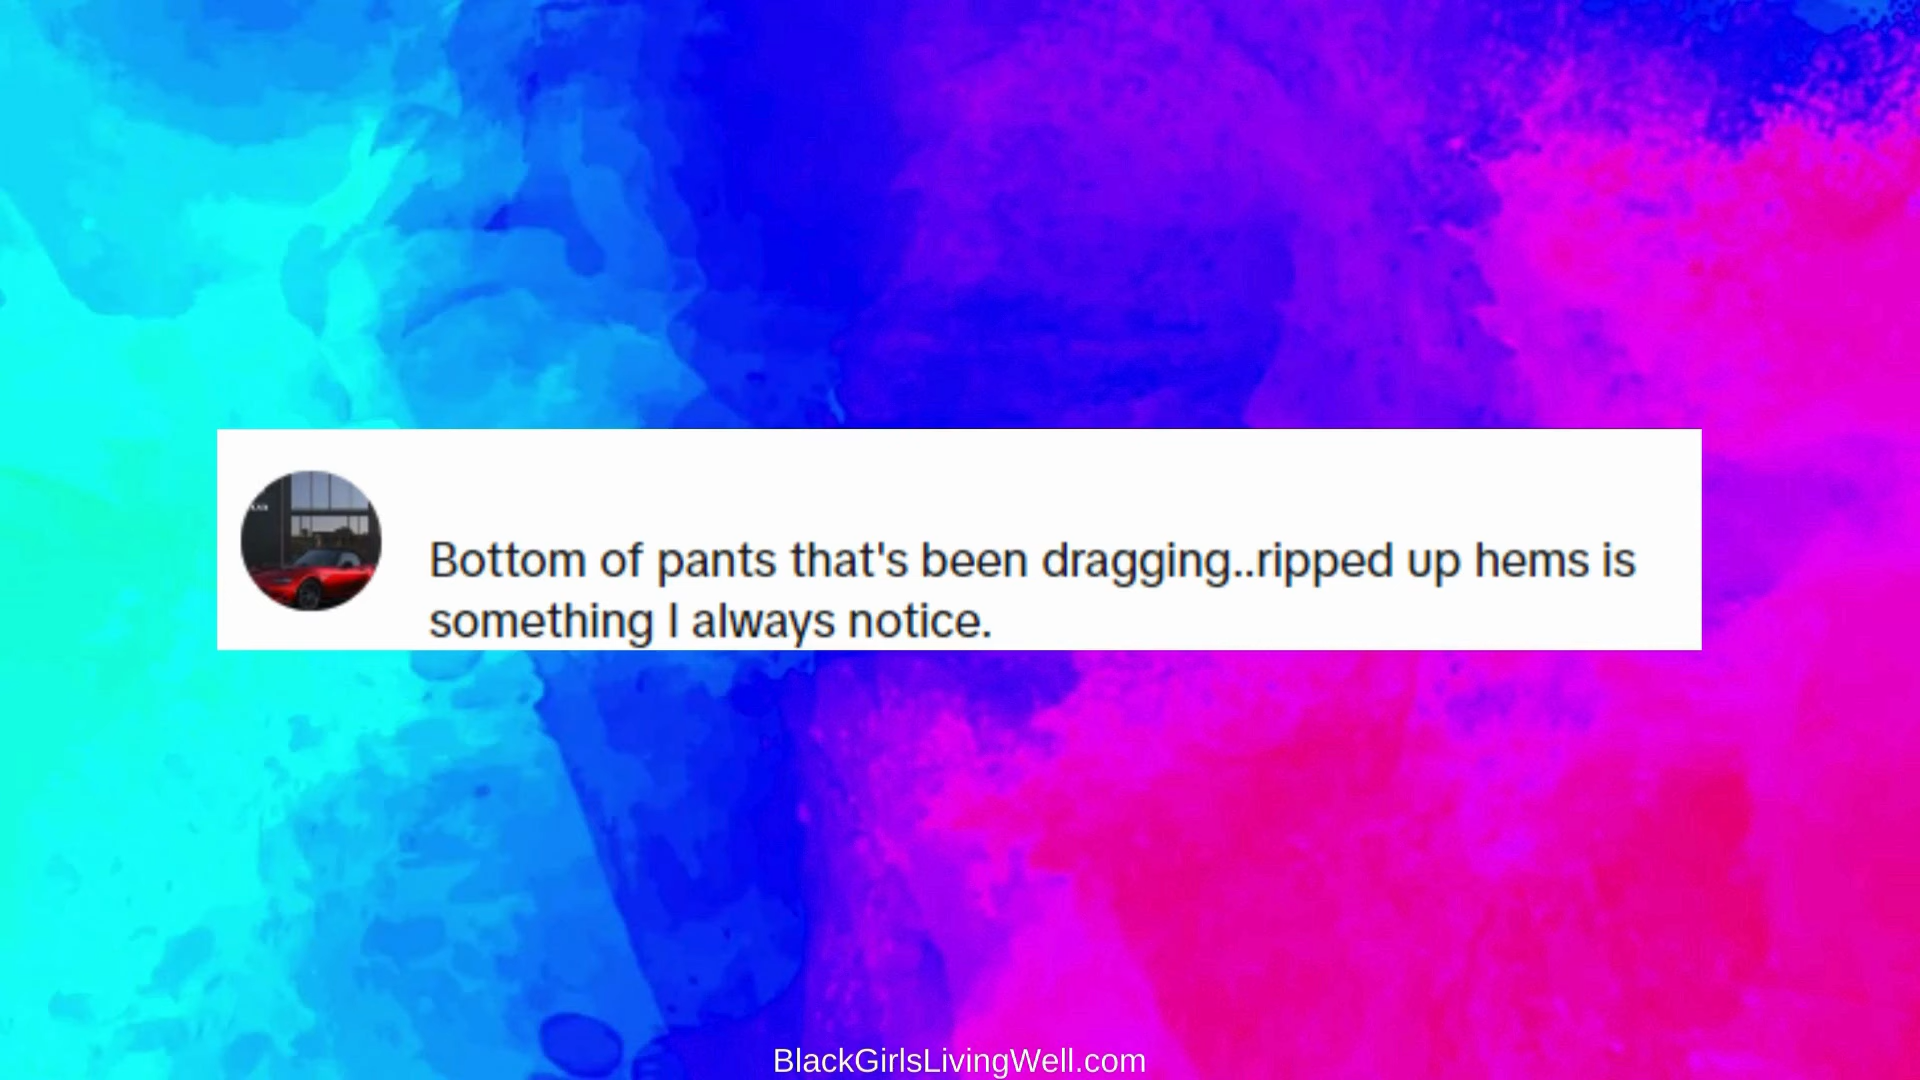 Bottom of pants that's been dragging..ripped up hems is
something I always notice.
BlackGirlsLivingWell.com